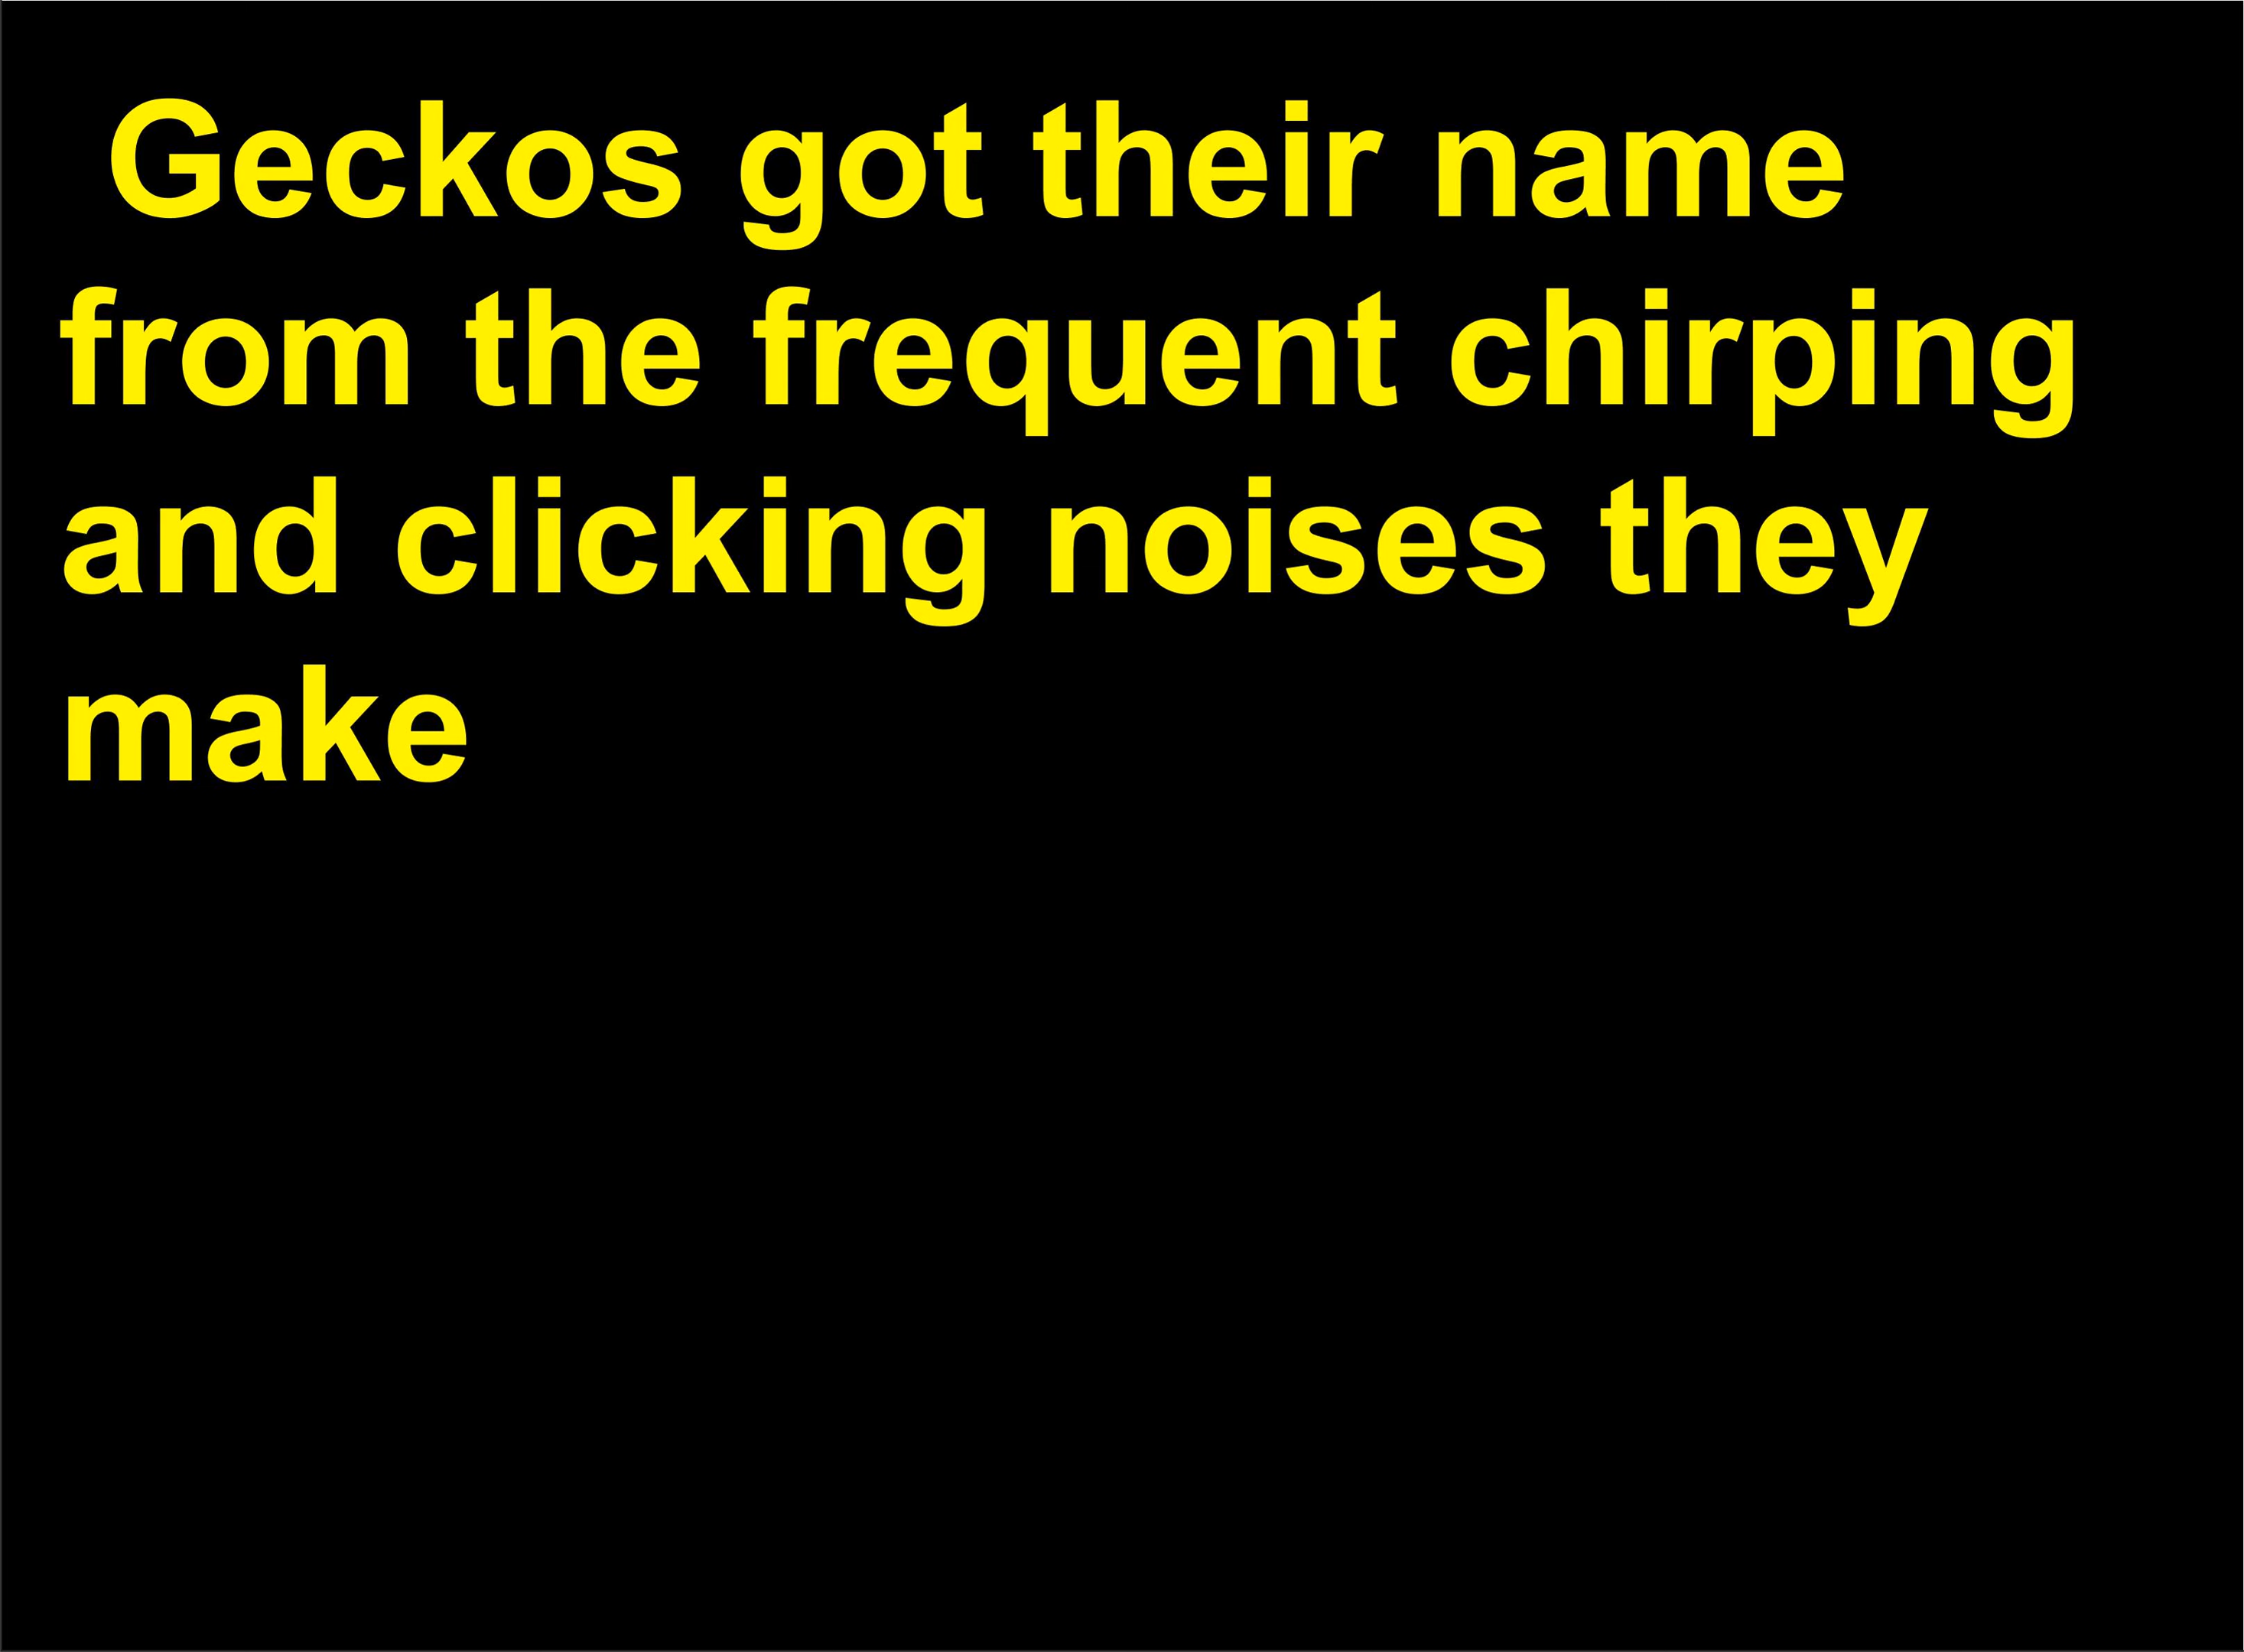 Geckos got their name
from the frequent chirping
and clicking noises they
make